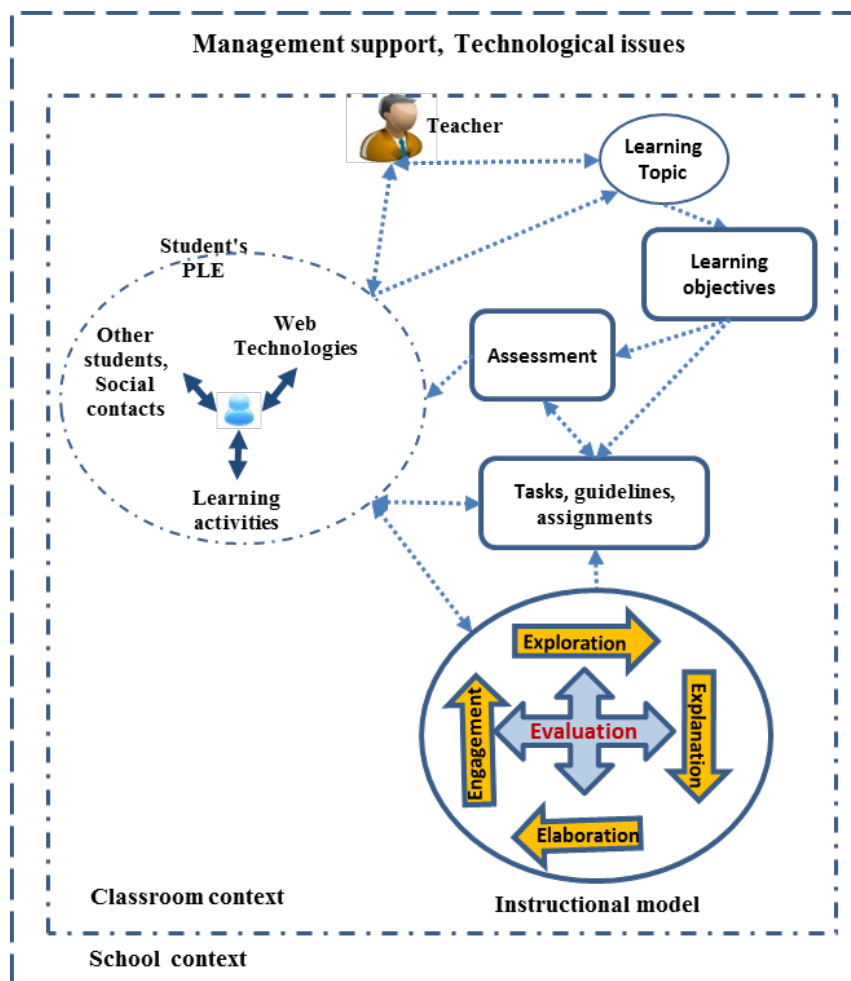 Management support, Technological issues
Teacher
Learning
Topic
Student's
PLE
Learning
objectives
Other
students,
Social
contacts
Web
Technologies
Assessment
Learning
activities
Tasks, guidelines,
assignments
Exploration
Explanation
Engagement
Evaluation
Elaboration
Classroom context
Instructional model
School context